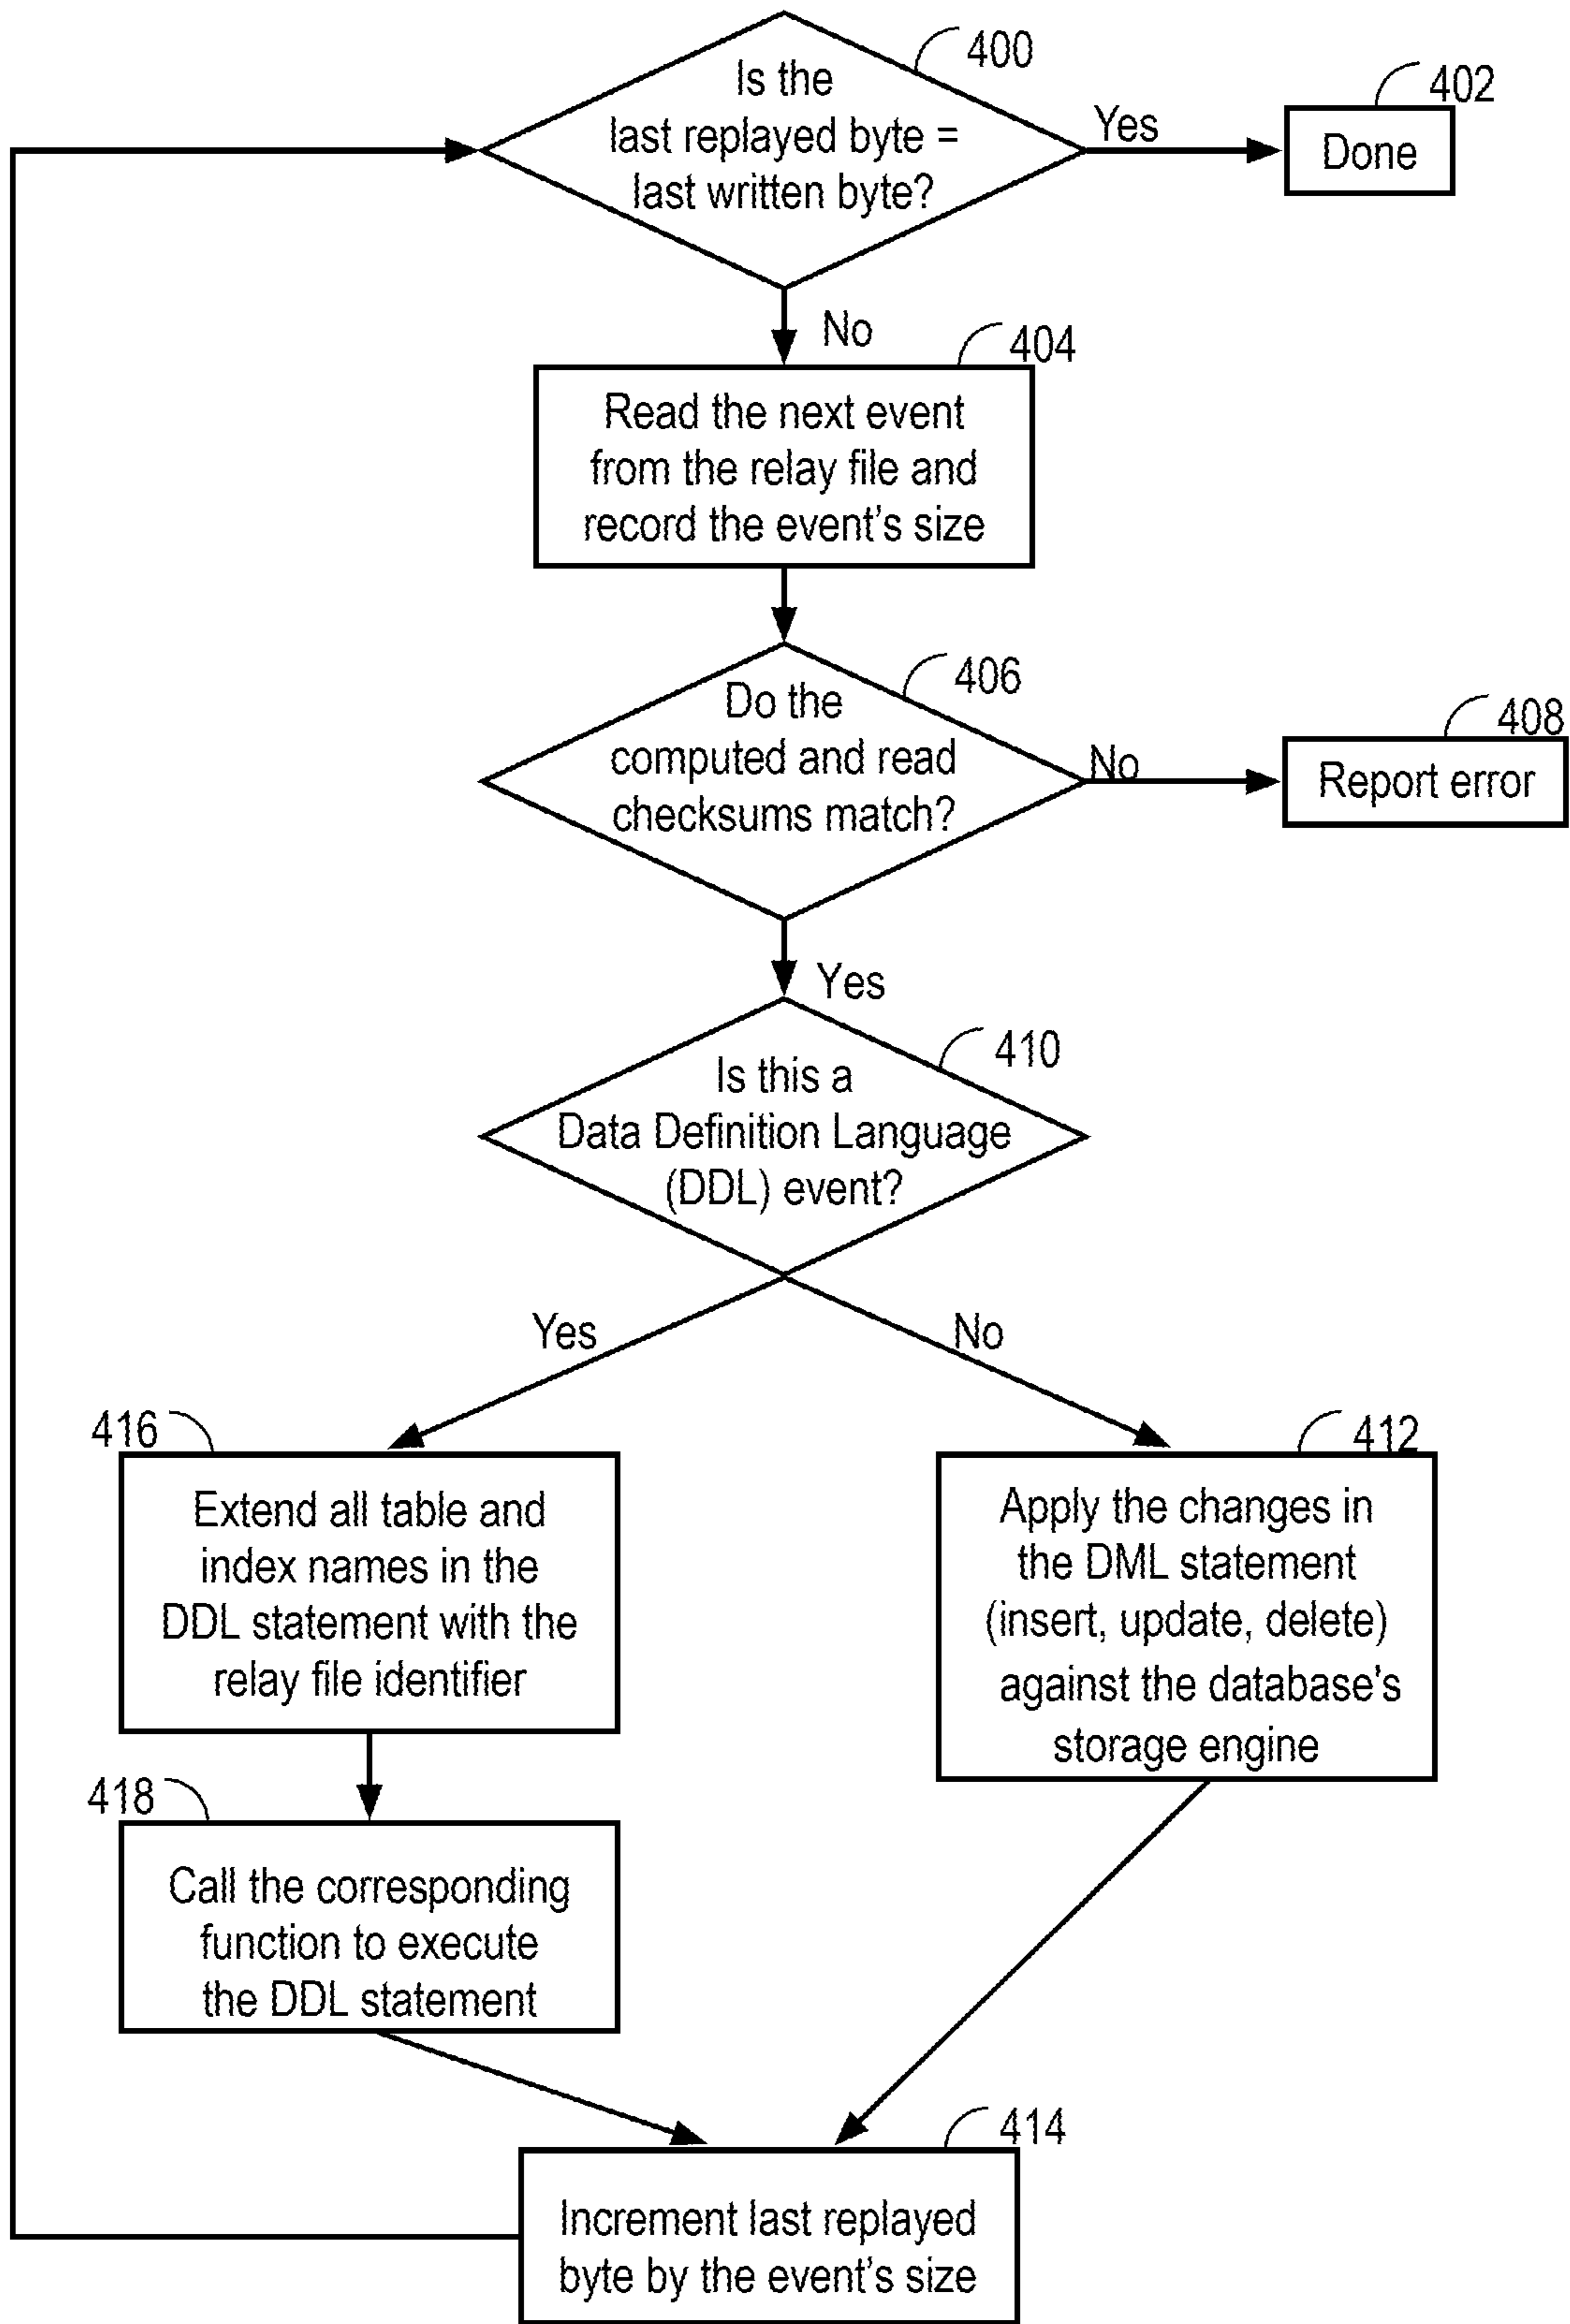 400
Is the
last replayed byte =
last written byte?
Yes
402
Done
No
404
Read the next event
from the relay file and
record the event's size
406
Do the
computed and read
checksums match?
No
408
Report error
Yes
410
Is this a
Data Definition Language
(DDL) event?
Yes
No
416
Extend all table and
index names in the
DDL statement with the
relay file identifier
412
Apply the changes in
the DML statement
(insert, update, delete)
against the database's
storage engine
418
Call the corresponding
function to execute
the DDL statement
414
Increment last replayed
byte by the event's size